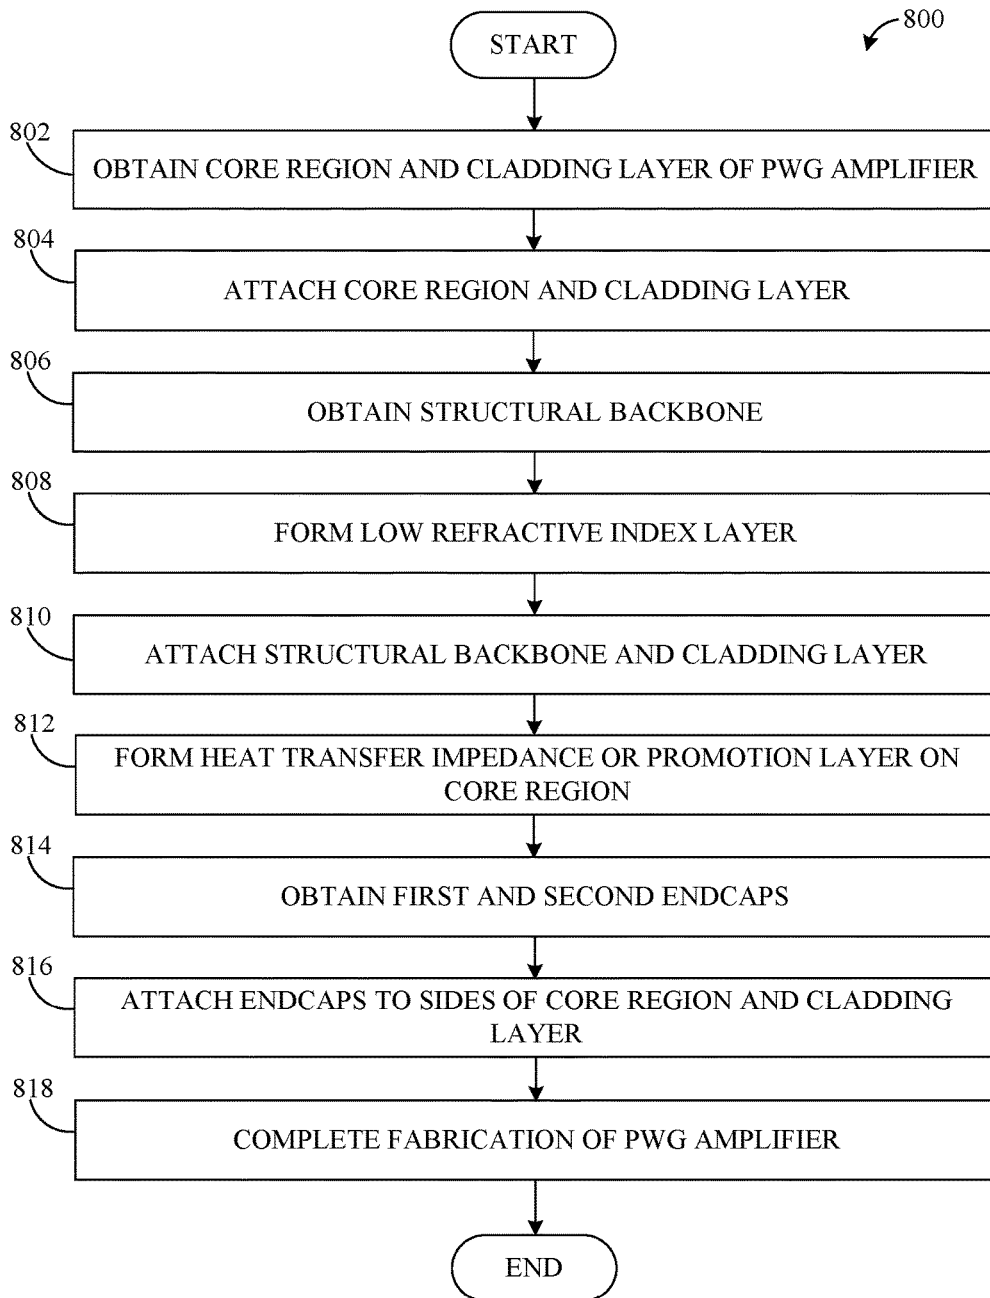 START
800
802
OBTAIN CORE REGION AND CLADDING LAYER OF PWG AMPLIFIER
804
ATTACH CORE REGION AND CLADDING LAYER
806
OBTAIN STRUCTURAL BACKBONE
808
FORM LOW REFRACTIVE INDEX LAYER
810
ATTACH STRUCTURAL BACKBONE AND CLADDING LAYER
812
FORM HEAT TRANSFER IMPEDANCE OR PROMOTION LAYER ON
CORE REGION
814
OBTAIN FIRST AND SECOND ENDCAPS
816
ATTACH ENDCAPS TO SIDES OF CORE REGION AND CLADDING
LAYER
818
COMPLETE FABRICATION OF PWG AMPLIFIER
END